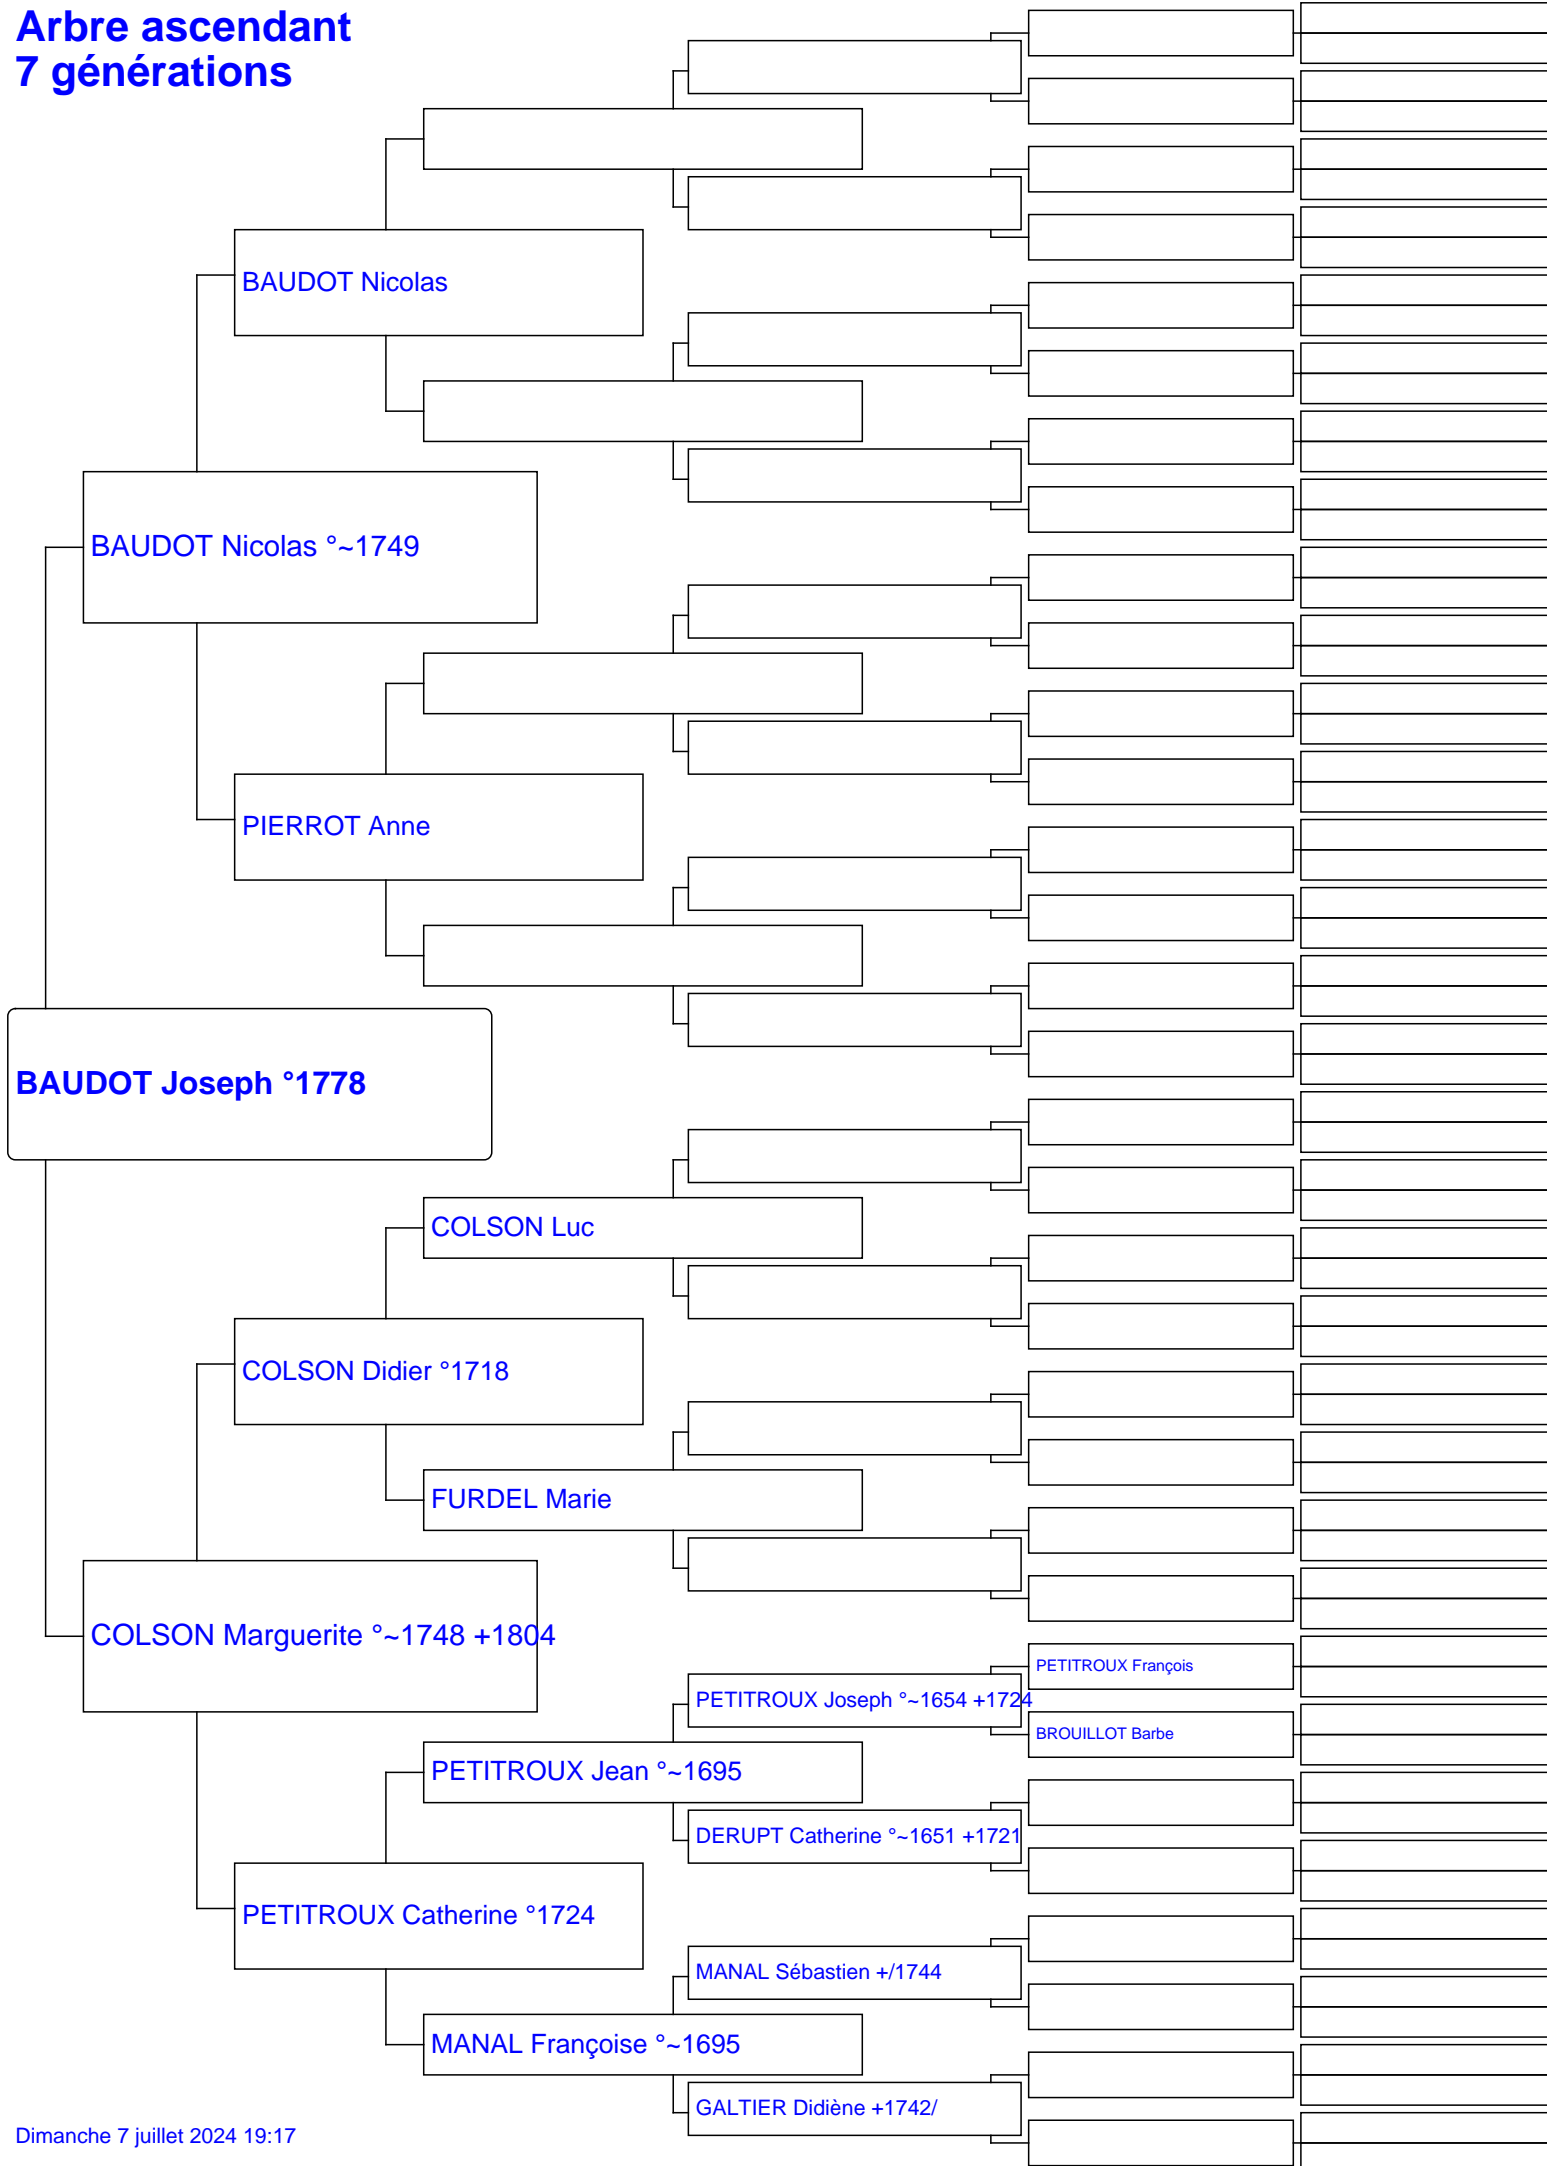 Arbre ascendant
7 générations
BAUDOT Nicolas
BAUDOT Nicolas °~1749
PIERROT Anne
BAUDOT Joseph °1778
COLSON Luc
COLSON Didier °1718
FURDEL Marie
COLSON Marguerite °~1748 +1804
PETITROUX François
PETITROUX Joseph °~1654 +1724
BROUILLOT Barbe
PETITROUX Jean °~1695
DERUPT Catherine °~1651 +1721
PETITROUX Catherine °1724
MANAL Sébastien +/1744
MANAL Françoise °~1695
GALTIER Didiène +1742/
Dimanche 7 juillet 2024 19:17